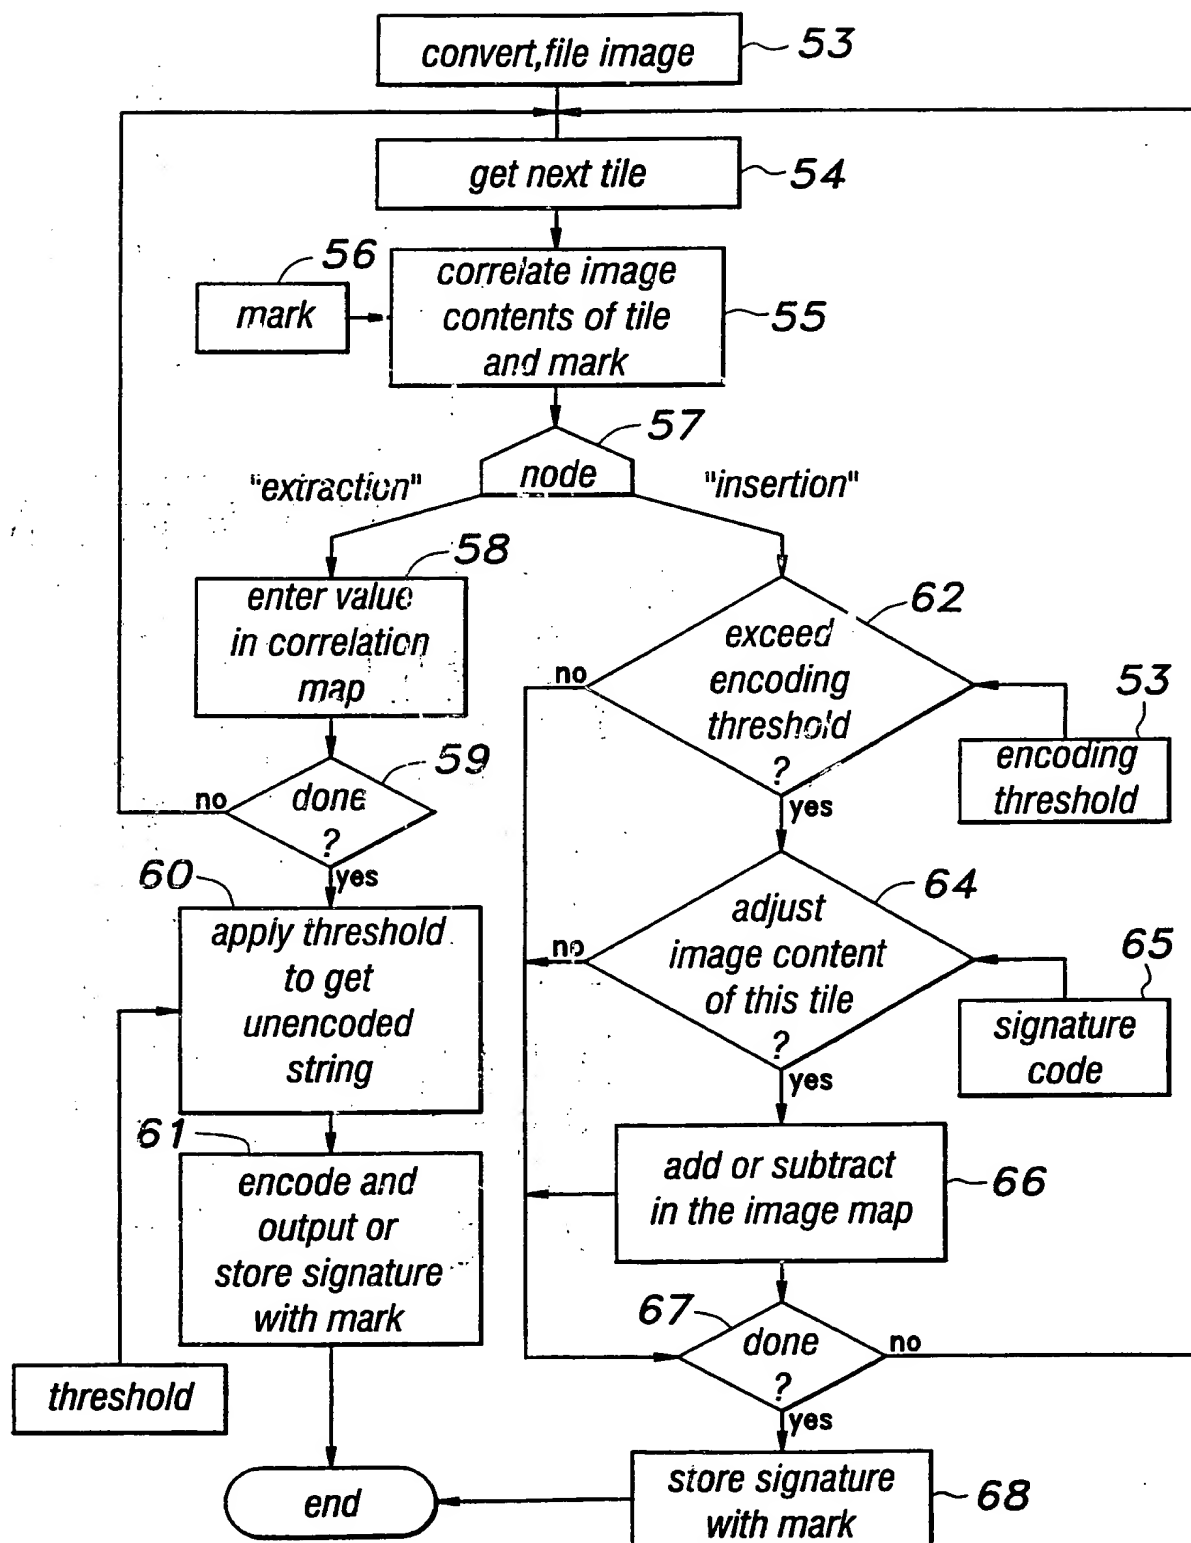 convert,file image
53
get next tile
54
56
mark
correlate image
contents of tile
and mark
55
57
node
"extraction"
"insertion"
58
enter value
in correlation
map
59
done
?
no
yes
60
apply threshold
to get
unencoded
string
61
encode and
output or
store signature
with mark
threshold
end
62
exceed
encoding
threshold
?
no
yes
53
encoding
threshold
64
adjust
image content
of this tile
?
no
yes
65
signature
code
add or subtract
in the image map
66
67
done
?
no
yes
store signature
with mark
68